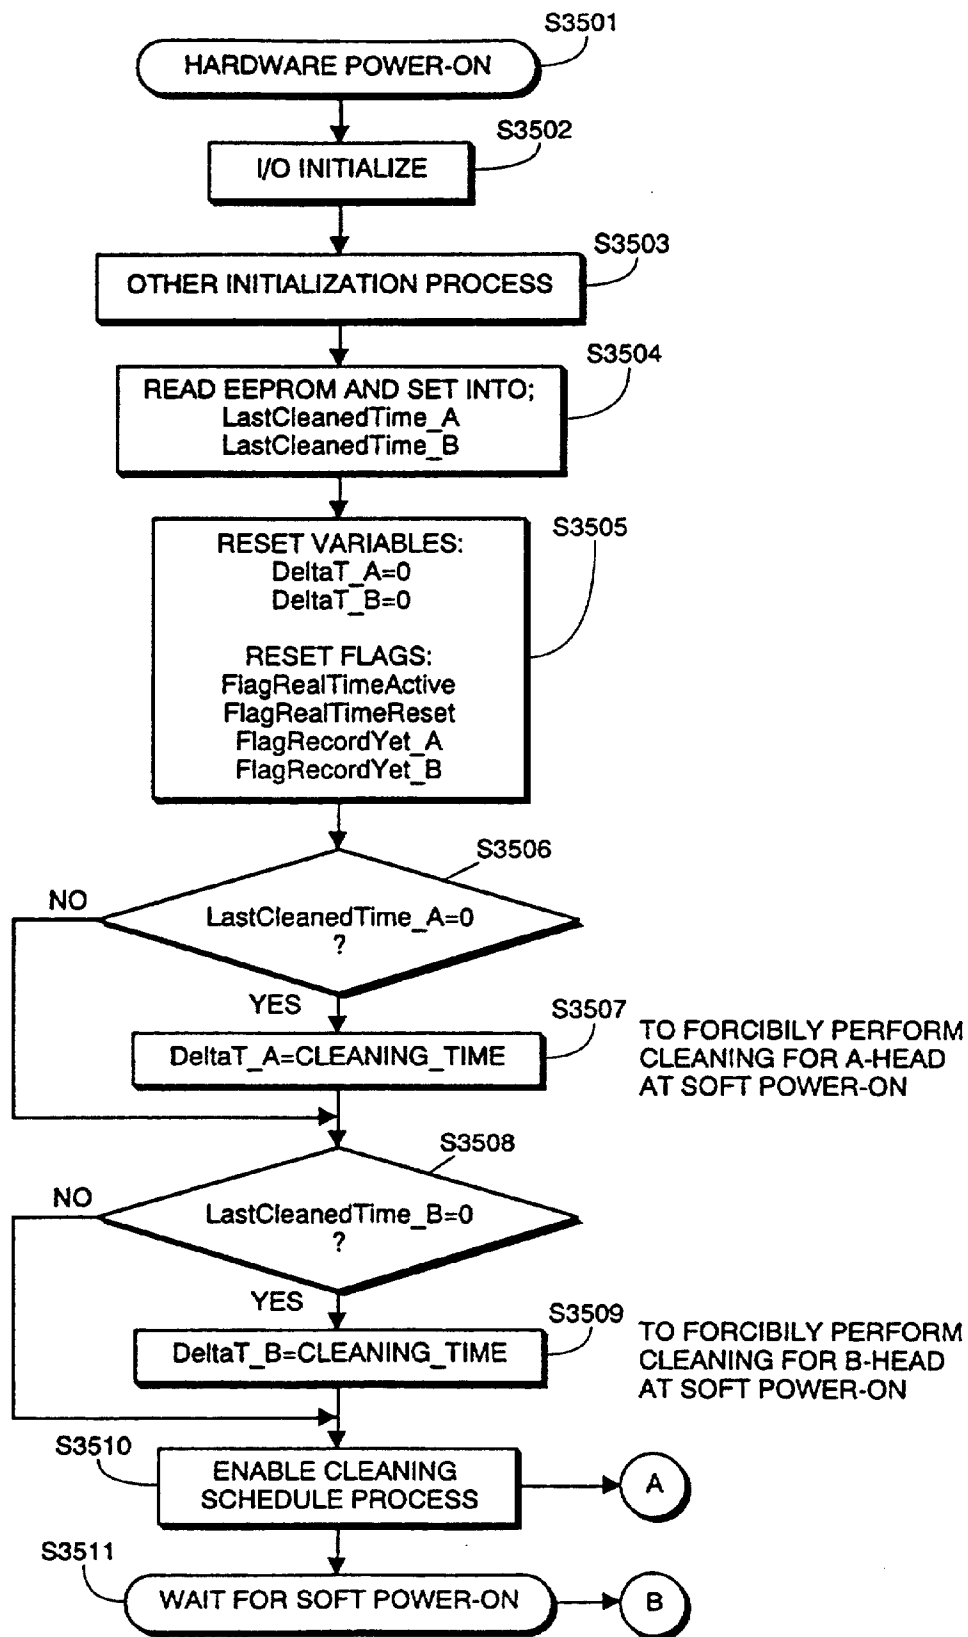 S3501
HARDWARE POWER-ON
S3502
I/O INITIALIZE
S3503
OTHER INITIALIZATION PROCESS
S3504
READ EEPROM AND SET INTO;
LastCleanedTime_A
LastCleanedTime_B
S3505
RESET VARIABLES:
DeltaT_A=0
DeltaT_B=0
RESET FLAGS:
FlagRealTimeActive
FlagRealTimeReset
FlagRecordYet_A
FlagRecordYet_B
S3506
NO
LastCleanedTime_A=0
?
YES
S3507
DeltaT_A=CLEANING_TIME
TO FORCIBILY PERFORM
CLEANING FOR A-HEAD
AT SOFT POWER-ON
S3508
NO
LastCleanedTime_B=0
?
YES
S3509
DeltaT_B=CLEANING_TIME
TO FORCIBILY PERFORM
CLEANING FOR B-HEAD
AT SOFT POWER-ON
S3510
ENABLE CLEANING
SCHEDULE PROCESS
A
S3511
WAIT FOR SOFT POWER-ON
B